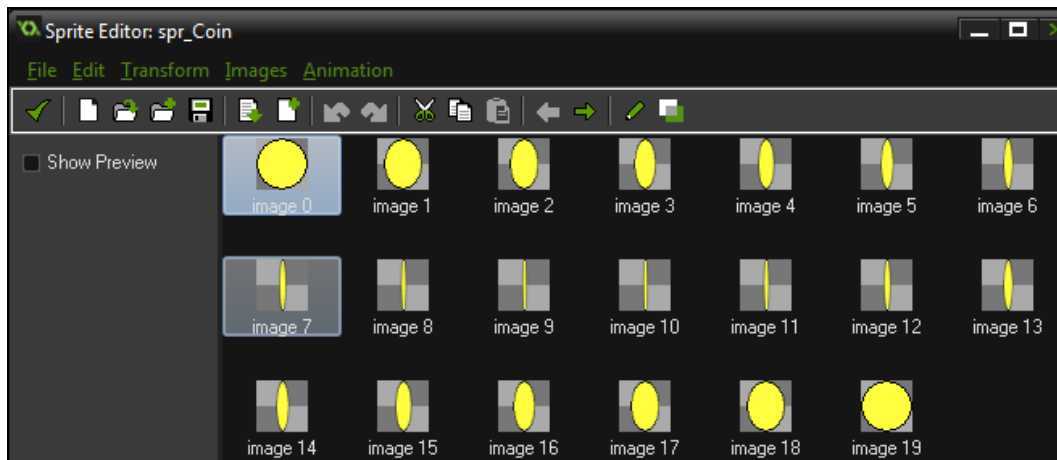 Sprite Editor: spr_Coin
File Edit Transform Images Animation
Show Preview
image 0 image 1 image 2 image 3 image 4 image 5 image 6
image 7 image 8 image 9 image 10 image 11 image 12 image 13
image 14 image 15 image 16 image 17 image 18 image 19